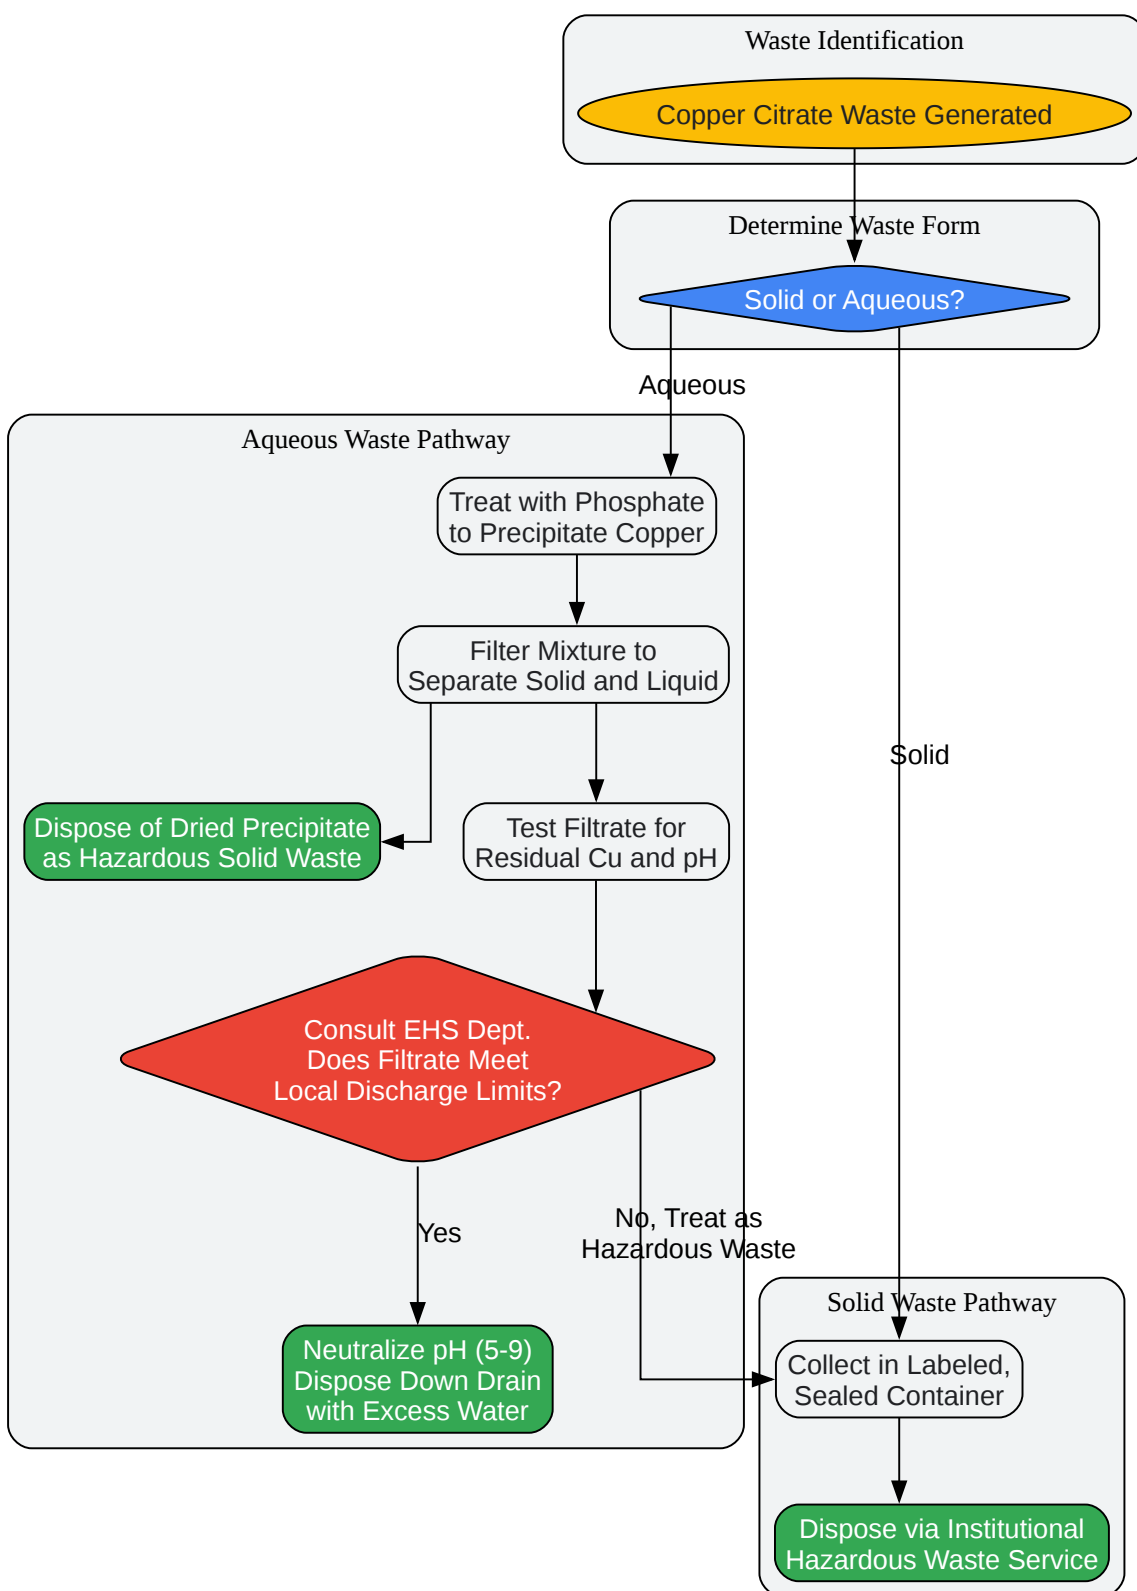 Waste Identification
Copper Citrate Waste Generated
Determine Waste Form
Solid or Aqueous?
Aqueous
Aqueous Waste Pathway
Treat with Phosphate
to Precipitate Copper
Filter Mixture to
Separate Solid and Liquid
Solid
Dispose of Dried Precipitate
as Hazardous Solid Waste
Test Filtrate for
Residual Cu and pH
Consult EHS Dept.
Does Filtrate Meet
Local Discharge Limits?
Yes
No, Treat as
Hazardous Waste
Neutralize pH (5-9)
Dispose Down Drain
with Excess Water
Solid Waste Pathway
Collect in Labeled,
Sealed Container
Dispose via Institutional
Hazardous Waste Service